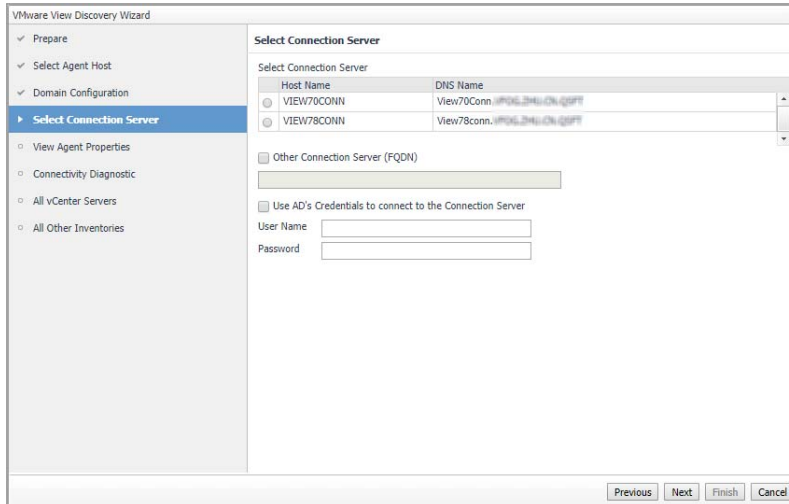 VMware View Discovery Wizard
Prepare
Select Agent Host
Domain Configuration
Select Connection Server
View Agent Properties
Connectivity Diagnostic
All vCenter Servers
All Other Inventories
Select Connection Server
Select Connection Server
Host Name DNS Name
VIEW70CONN View70Conn.
VIEW78CONN View78conn.
Other Connection Server (FQDN)
Use AD's Credentials to connect to the Connection Server
User Name
Password
Previous Next Finish Cancel